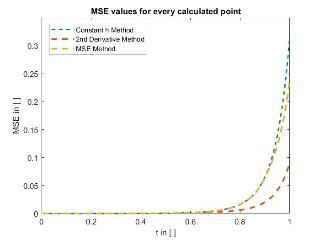 MSE values for every calculated point
Constant h Method
2nd Derivative Method
MSE Method
0.3
0.25
0.2
0.15
0.1
0.05
0
MSE in [ ]
0 0.2 0.4 0.6 0.8 1
t in [ ]